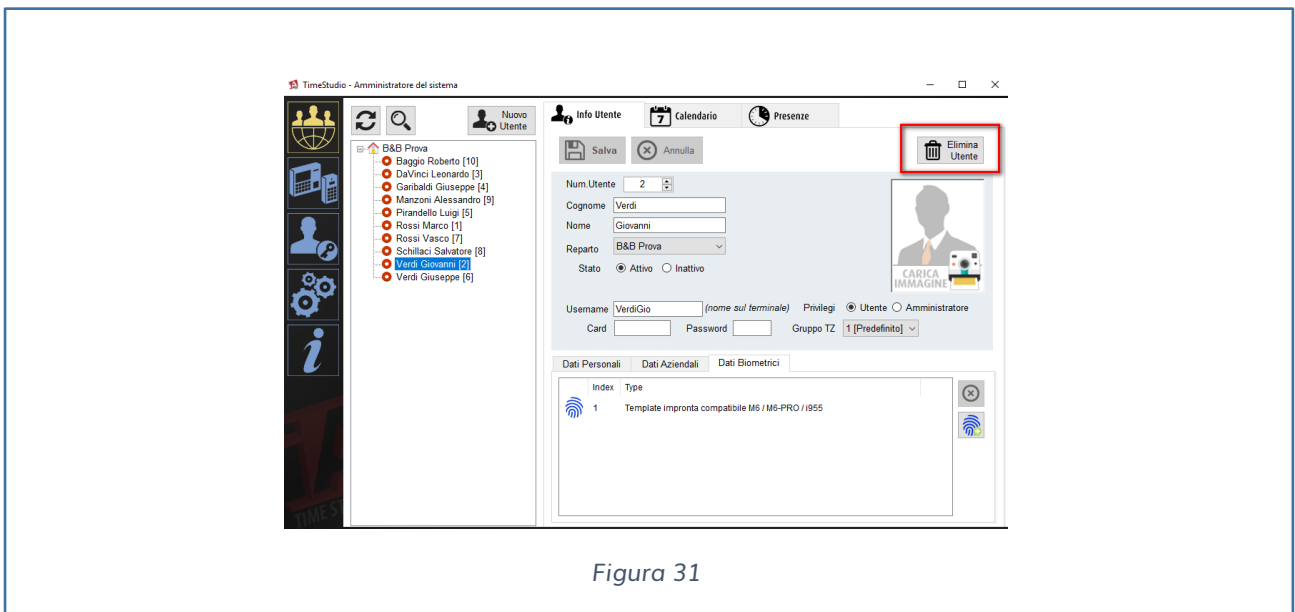 TimeStudio - Amministratore del sistema
Nuovo
Utente
Info Utente
7
Calendario
Presenze
B&B Prova
Baggio Roberto [10]
DaVinci Leonardo [3]
Garibaldi Giuseppe [4]
Manzoni Alessandro [9]
Pirandello Luigi [5]
Rossi Marco [1]
Rossi Vasco [7]
Schillaci Salvatore [8]
Verdi Giovanni [2]
Verdi Giuseppe [6]
Salva
Annulla
Elimina
Utente
Num.Utente 2
Cognome Verdi
Nome Giovanni
Reparto B&B Prova
Stato Attivo Inattivo
CARICA
IMMAGINE
Username VerdiGio (nome sul terminale) Privilegi Utente Amministratore
Card Password Gruppo TZ 1 [Predefinito]
Dati Personali Dati Aziendali Dati Biometrici
Index Type
1 Template impronta compatibile M6 / M6-PRO / i955
TIME ST
Figura 31